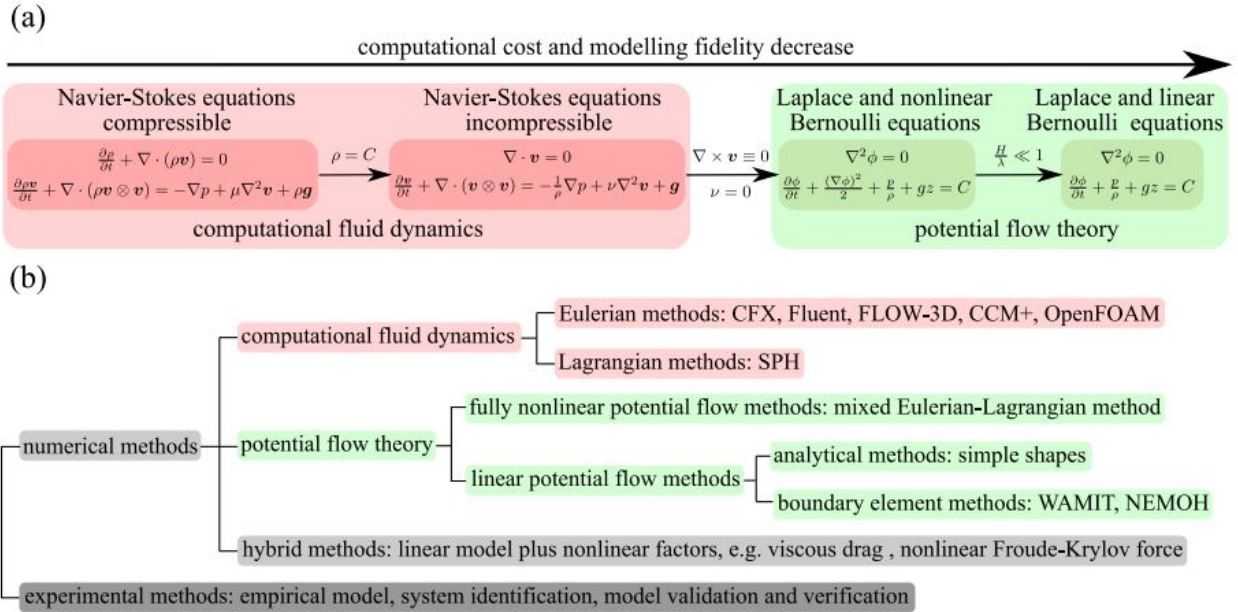 (a)
computational cost and modelling fidelity decrease
Navier-Stokes equations
compressible
∂ρ/∂t + ∇ · (ρv) = 0
∂ρv/∂t + ∇ · (ρv ⊗ v) = −∇p + μ∇²v + ρg
ρ = C
Navier-Stokes equations
incompressible
∇ · v = 0
∂v/∂t + ∇ · (v ⊗ v) = −1/ρ ∇p + ν∇²v + g
computational fluid dynamics
∇ × v ≡ 0
ν = 0
Laplace and nonlinear
Bernoulli equations
∇²φ = 0
∂φ/∂t + (∇φ)²/2 + p/ρ + gz = C
H/λ ≪ 1
Laplace and linear
Bernoulli equations
∇²φ = 0
∂φ/∂t + p/ρ + gz = C
potential flow theory
(b)
numerical methods
computational fluid dynamics
Eulerian methods: CFX, Fluent, FLOW-3D, CCM+, OpenFOAM
Lagrangian methods: SPH
potential flow theory
fully nonlinear potential flow methods: mixed Eulerian-Lagrangian method
linear potential flow methods
analytical methods: simple shapes
boundary element methods: WAMIT, NEMOH
hybrid methods: linear model plus nonlinear factors, e.g. viscous drag , nonlinear Froude-Krylov force
experimental methods: empirical model, system identification, model validation and verification